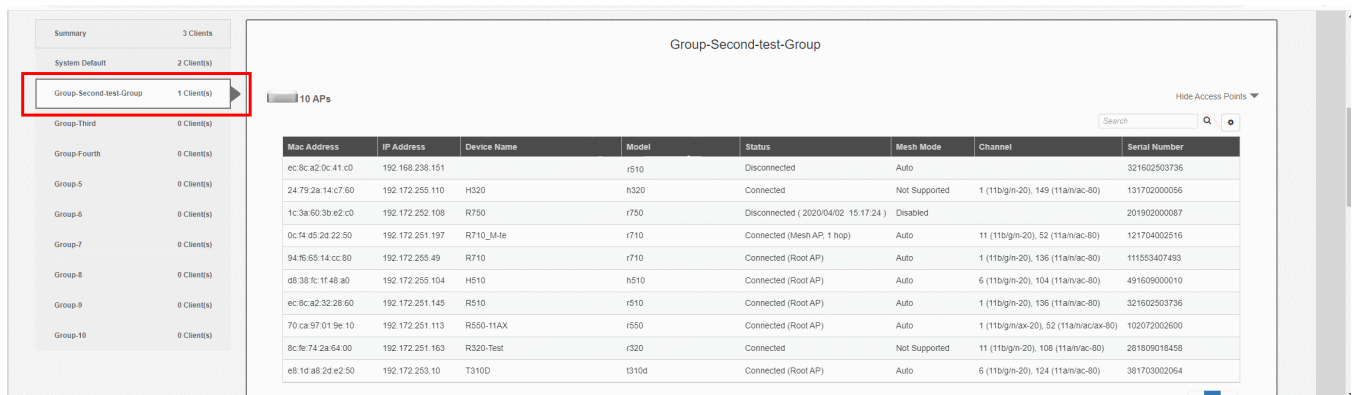 Summary 3 Clients
System Default 2 Client(s)
Group-Second-test-Group 1 Client(s)
Group-Third 0 Client(s)
Group-Fourth 0 Client(s)
Group-5 0 Client(s)
Group-6 0 Client(s)
Group-7 0 Client(s)
Group-8 0 Client(s)
Group-9 0 Client(s)
Group-10 0 Client(s)
Group-Second-test-Group
10 APs
Hide Access Points
Search
Mac Address IP Address Device Name Model Status Mesh Mode Channel Serial Number
ec:8c:a2:0c:41:c0 192.168.238.151 r510 Disconnected Auto 321602503736
24:79:2a:14:c7:60 192.172.255.110 H320 h320 Connected Not Supported 1 (11b/g/n-20), 149 (11a/n/ac-80) 131702000056
1c:3a:60:3b:e2:c0 192.172.252.108 R750 r750 Disconnected ( 2020/04/02 15:17:24 ) Disabled 201902000087
0c:f4:d5:2d:22:50 192.172.251.197 R710_M-te r710 Connected (Mesh AP, 1 hop) Auto 11 (11b/g/n-20), 52 (11a/n/ac-80) 121704002516
94:f6:65:14:cc:80 192.172.255.49 R710 r710 Connected (Root AP) Auto 1 (11b/g/n-20), 136 (11a/n/ac-80) 111553407493
d8:38:fc:1f:48:a0 192.172.255.104 H510 h510 Connected (Root AP) Auto 6 (11b/g/n-20), 104 (11a/n/ac-80) 491609000010
ec:8c:a2:32:28:60 192.172.251.145 R510 r510 Connected (Root AP) Auto 1 (11b/g/n-20), 136 (11a/n/ac-80) 321602503736
70:ca:97:01:9e:10 192.172.251.113 R550-11AX r550 Connected (Root AP) Auto 1 (11b/g/n/ax-20), 52 (11a/n/ac/ax-80) 102072002600
8c:fe:74:2a:64:00 192.172.251.163 R320-Test r320 Connected Not Supported 11 (11b/g/n-20), 108 (11a/n/ac-80) 281809018458
e8:1d:a8:2d:e2:50 192.172.253.10 T310D t310d Connected (Root AP) Auto 6 (11b/g/n-20), 124 (11a/n/ac-80) 381703002064